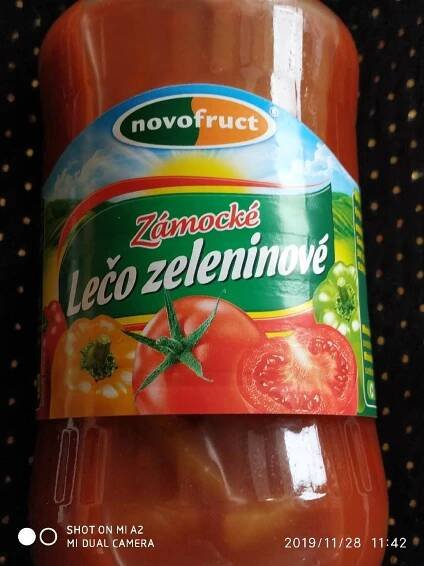 novofruct
®
Zámocké
Lečo zeleninové
SHOT ON MI A2
MI DUAL CAMERA
2019/11/28 11:42